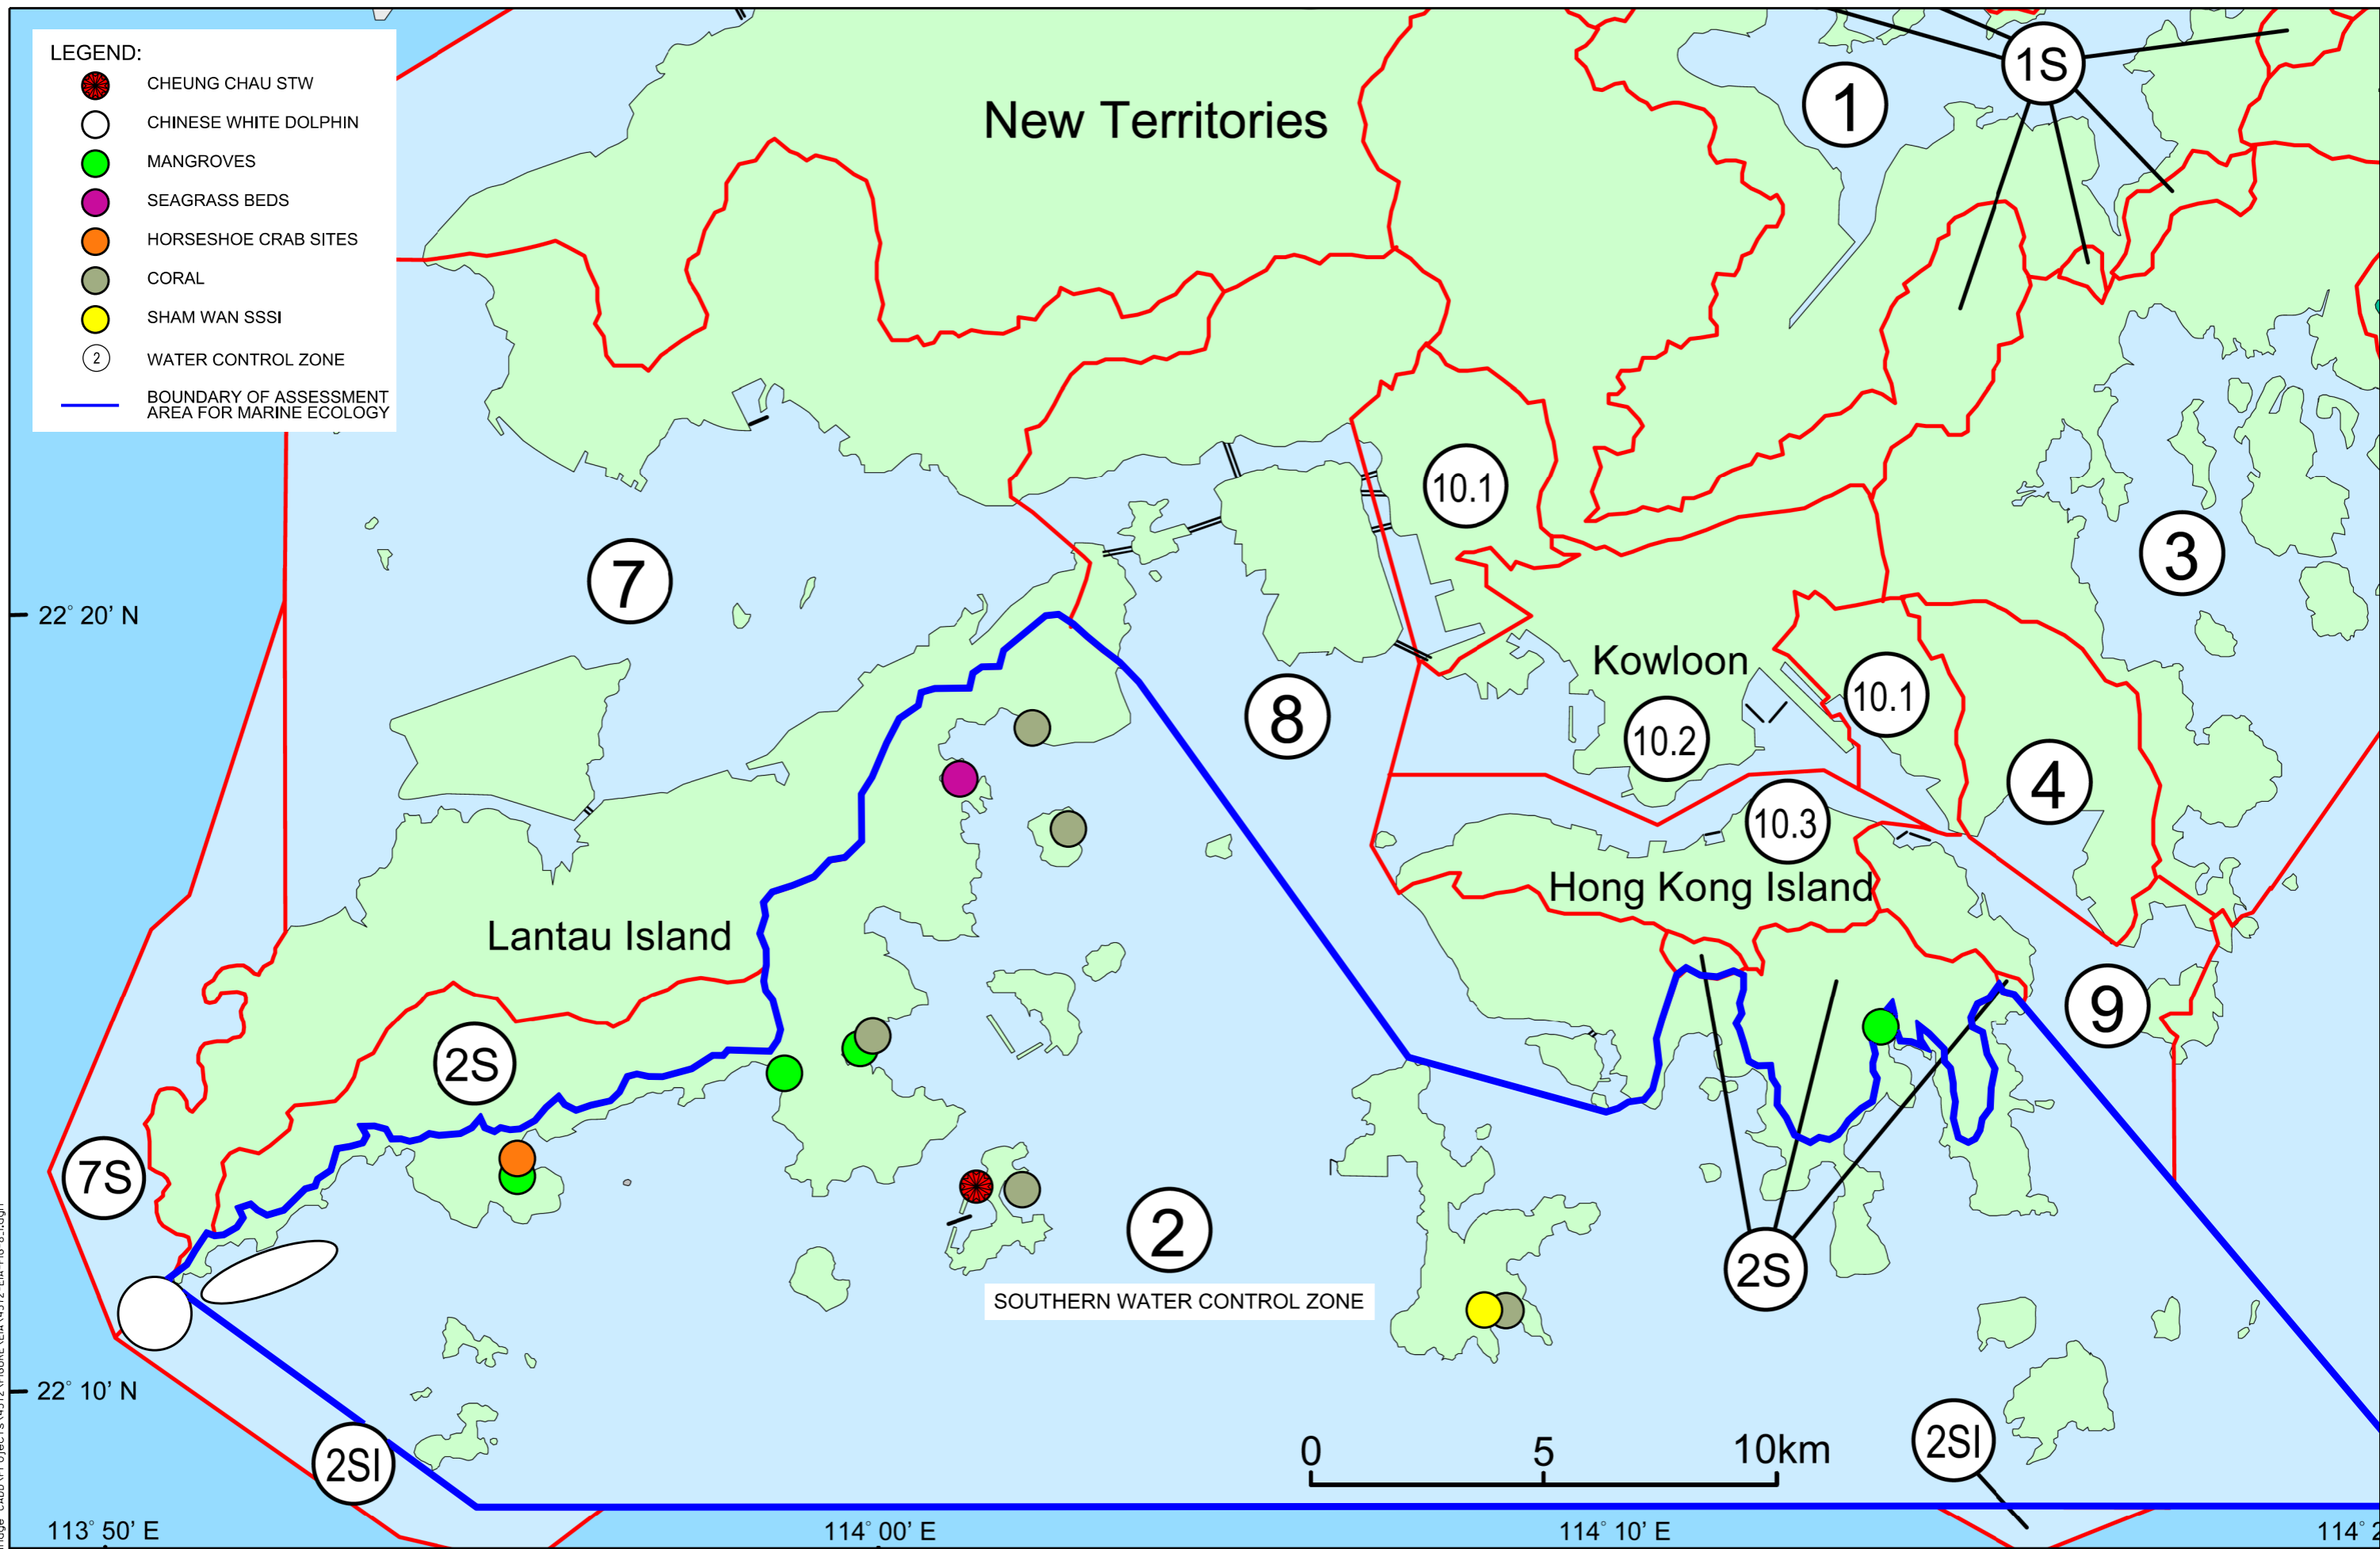 LEGEND:
CHEUNG CHAU STW
CHINESE WHITE DOLPHIN
MANGROVES
SEAGRASS BEDS
HORSESHOE CRAB SITES
CORAL
SHAM WAN SSSI
2 WATER CONTROL ZONE
BOUNDARY OF ASSESSMENT
AREA FOR MARINE ECOLOGY
New Territories
1S
1
10.1
3
7
22° 20' N
Kowloon
10.1
8
10.2
4
10.3
Hong Kong Island
Lantau Island
9
2S
7S
2
2S
SOUTHERN WATER CONTROL ZONE
22° 10' N
0 5 10km
2SI
2SI
113° 50' E
114° 00' E
114° 10' E
114° 2